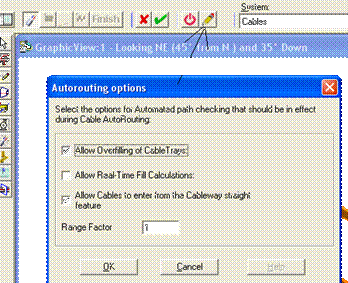 System:
Finish
Cables
GraphicView:1 - Looking NE (45° from N ) and 35° Down
Autorouting options
Select the options for Automated path checking that should be in effect
during Cable AutoRouting:
Allow Overfilling of CableTrays:
Allow Real-Time Fill Calculations:
Allow Cables to enter from the Cableway straight
feature
Range Factor
OK
Cancel
Help